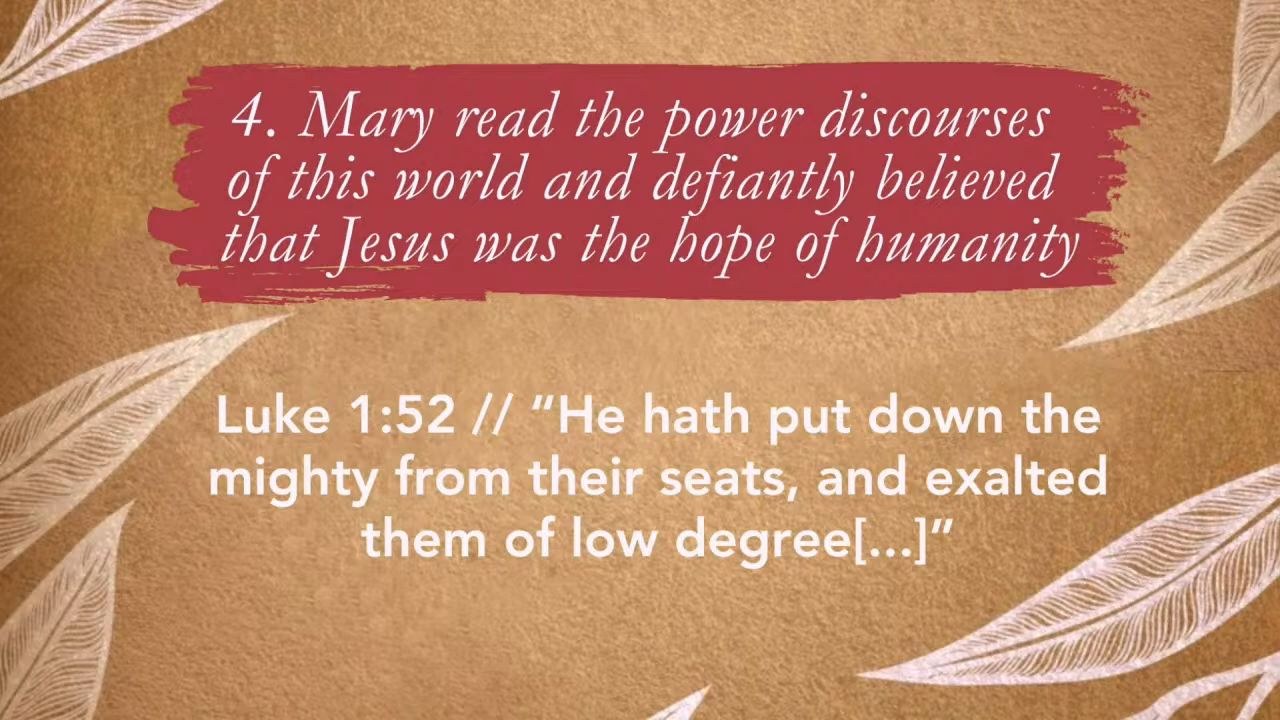 4. Mary read the power discourses
of this world and defiantly believed
that Jesus was the hope of humanity
Luke 1:52 // “He hath put down the
mighty from their seats, and exalted
them of low degree[...]”